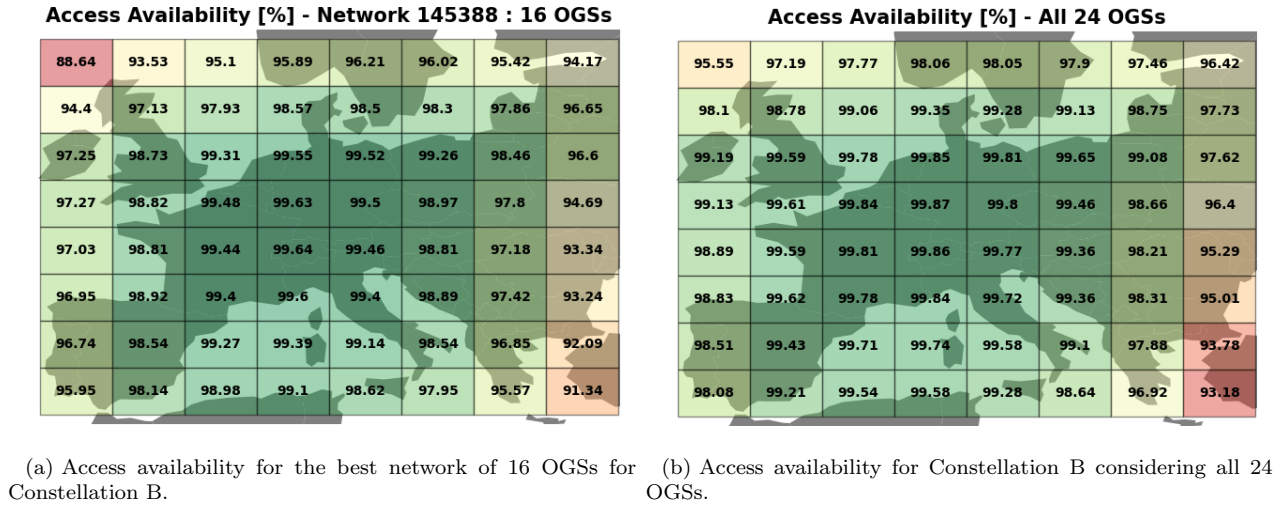 Access Availability [%] - Network 145388 : 16 OGSs
88.64 93.53 95.1 95.89 96.21 96.02 95.42 94.17
94.4 97.13 97.93 98.57 98.5 98.3 97.86 96.65
97.25 98.73 99.31 99.55 99.52 99.26 98.46 96.6
97.27 98.82 99.48 99.63 99.5 98.97 97.8 94.69
97.03 98.81 99.44 99.64 99.46 98.81 97.18 93.34
96.95 98.92 99.4 99.6 99.4 98.89 97.42 93.24
96.74 98.54 99.27 99.39 99.14 98.54 96.85 92.09
95.95 98.14 98.98 99.1 98.62 97.95 95.57 91.34
(a) Access availability for the best network of 16 OGSs for
Constellation B.
Access Availability [%] - All 24 OGSs
95.55 97.19 97.77 98.06 98.05 97.9 97.46 96.42
98.1 98.78 99.06 99.35 99.28 99.13 98.75 97.73
99.19 99.59 99.78 99.85 99.81 99.65 99.08 97.62
99.13 99.61 99.84 99.87 99.8 99.46 98.66 96.4
98.89 99.59 99.81 99.86 99.77 99.36 98.21 95.29
98.83 99.62 99.78 99.84 99.72 99.36 98.31 95.01
98.51 99.43 99.71 99.74 99.58 99.1 97.88 93.78
98.08 99.21 99.54 99.58 99.28 98.64 96.92 93.18
(b) Access availability for Constellation B considering all 24
OGSs.